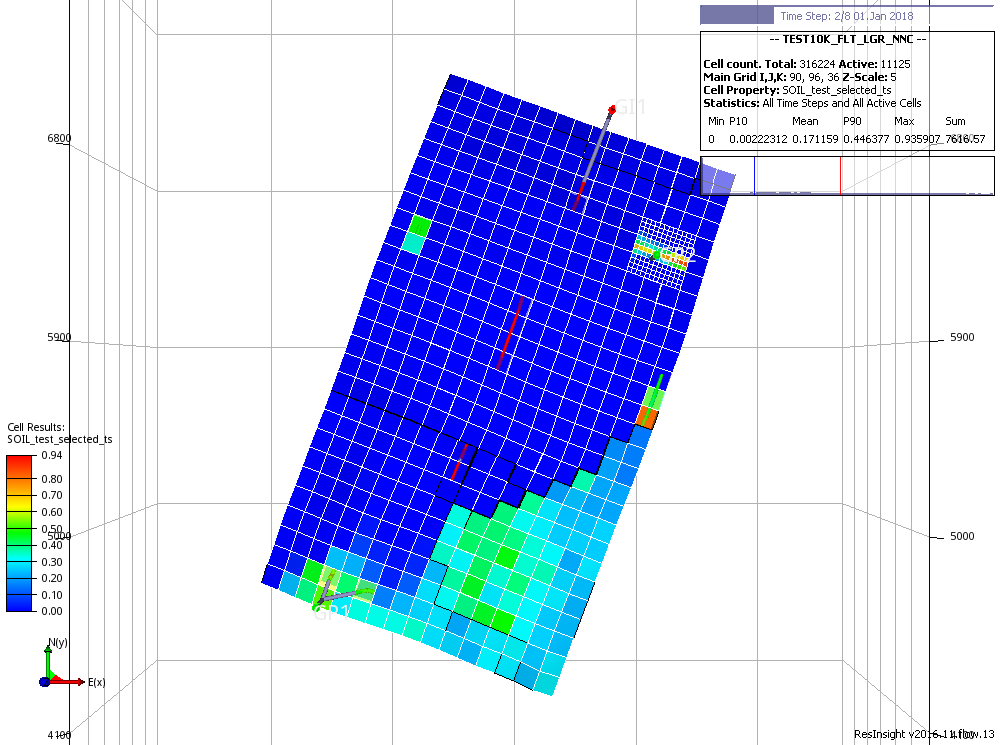 Time Step: 2/8 01.Jan 2018
-- TEST10K_FLT_LGR_NNC --
Cell count. Total: 316224 Active: 11125
Main Grid I,J,K: 90, 96, 36 Z-Scale: 5
Cell Property: SOIL_test_selected_ts
Statistics: All Time Steps and All Active Cells
Min P10 Mean P90 Max Sum
0 0.00222312 0.171159 0.446377 0.935907 7616.57
GI1
6800
5900
5900
Cell Results:
SOIL_test_selected_ts
0.94
0.80
0.70
0.60
0.50
0.40
0.30
0.20
0.10
0.00
5000
5000
GP1
N(y)
E(x)
4100
ResInsight v2016.11.flow.13